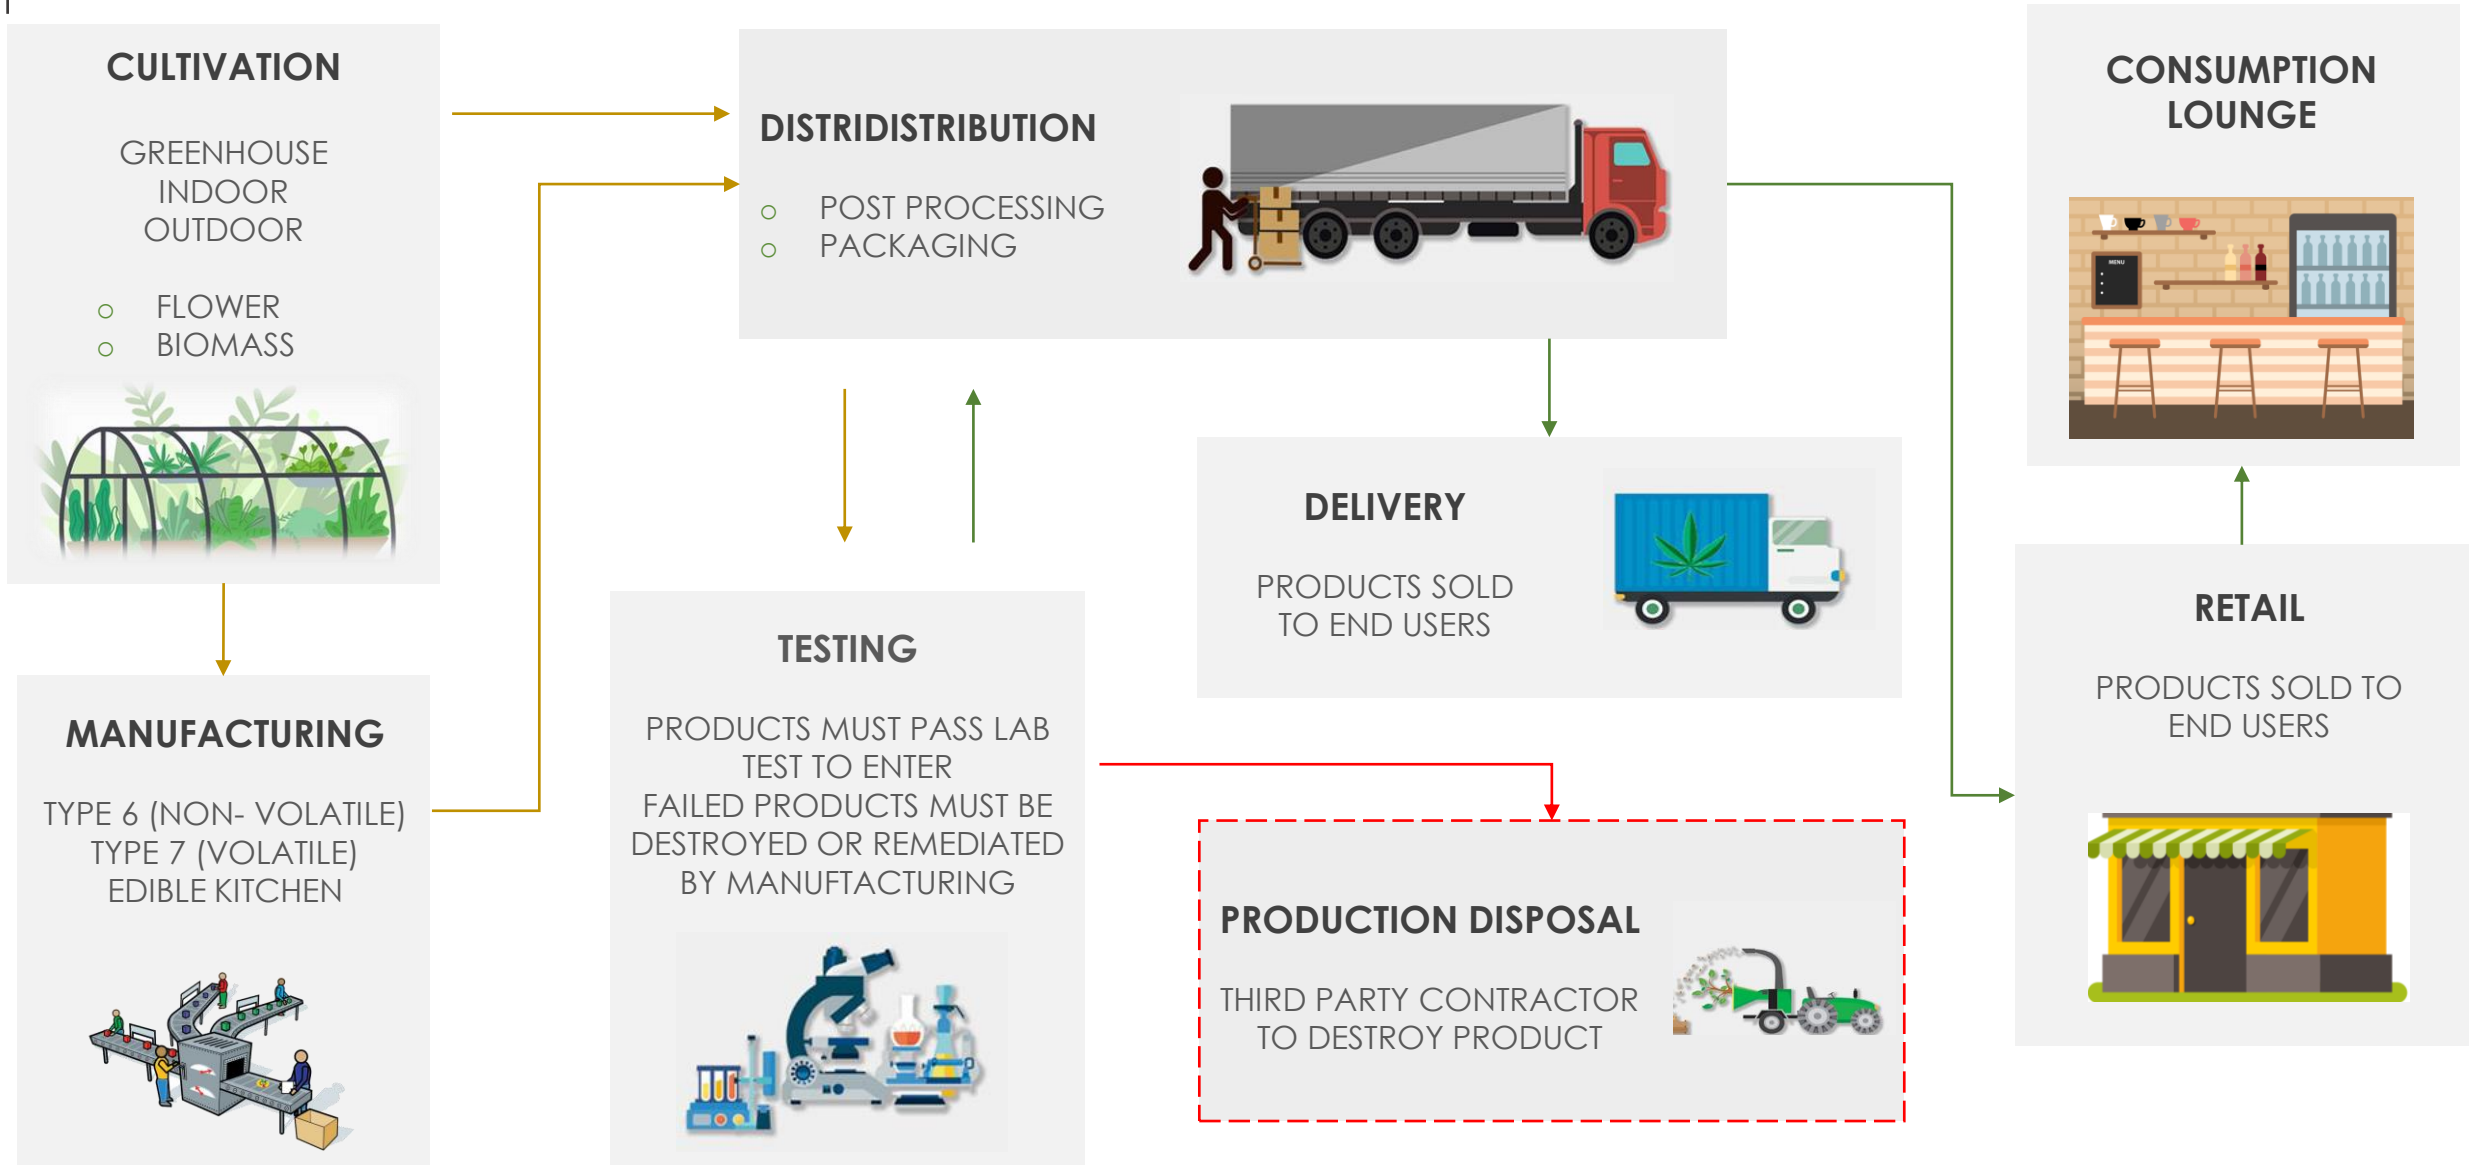 CULTIVATION
GREENHOUSE
INDOOR
OUTDOOR
o FLOWER
o BIOMASS
MANUFACTURING
TYPE 6 (NON- VOLATILE)
TYPE 7 (VOLATILE)
EDIBLE KITCHEN
DISTRIDISTRIBUTION
o POST PROCESSING
o PACKAGING
TESTING
PRODUCTS MUST PASS LAB
TEST TO ENTER
FAILED PRODUCTS MUST BE
DESTROYED OR REMEDIATED
BY MANUFTACTURING
DELIVERY
PRODUCTS SOLD
TO END USERS
PRODUCTION DISPOSAL
THIRD PARTY CONTRACTOR
TO DESTROY PRODUCT
CONSUMPTION
LOUNGE
MENU
RETAIL
PRODUCTS SOLD TO
END USERS